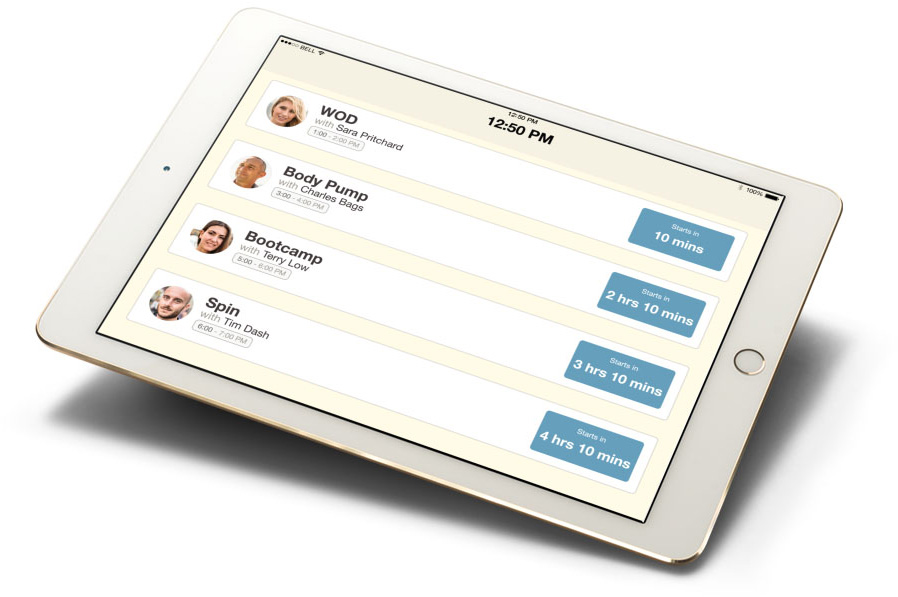 ●●●○○ BELL
12:50 PM
100%
12:50 PM
WOD
with Sara Pritchard
1:00 - 2:00 PM
Starts in
10 mins
Body Pump
with Charles Bags
3:00 - 4:00 PM
Starts in
2 hrs 10 mins
Bootcamp
with Terry Low
5:00 - 6:00 PM
Starts in
3 hrs 10 mins
Spin
with Tim Dash
6:00 - 7:00 PM
Starts in
4 hrs 10 mins